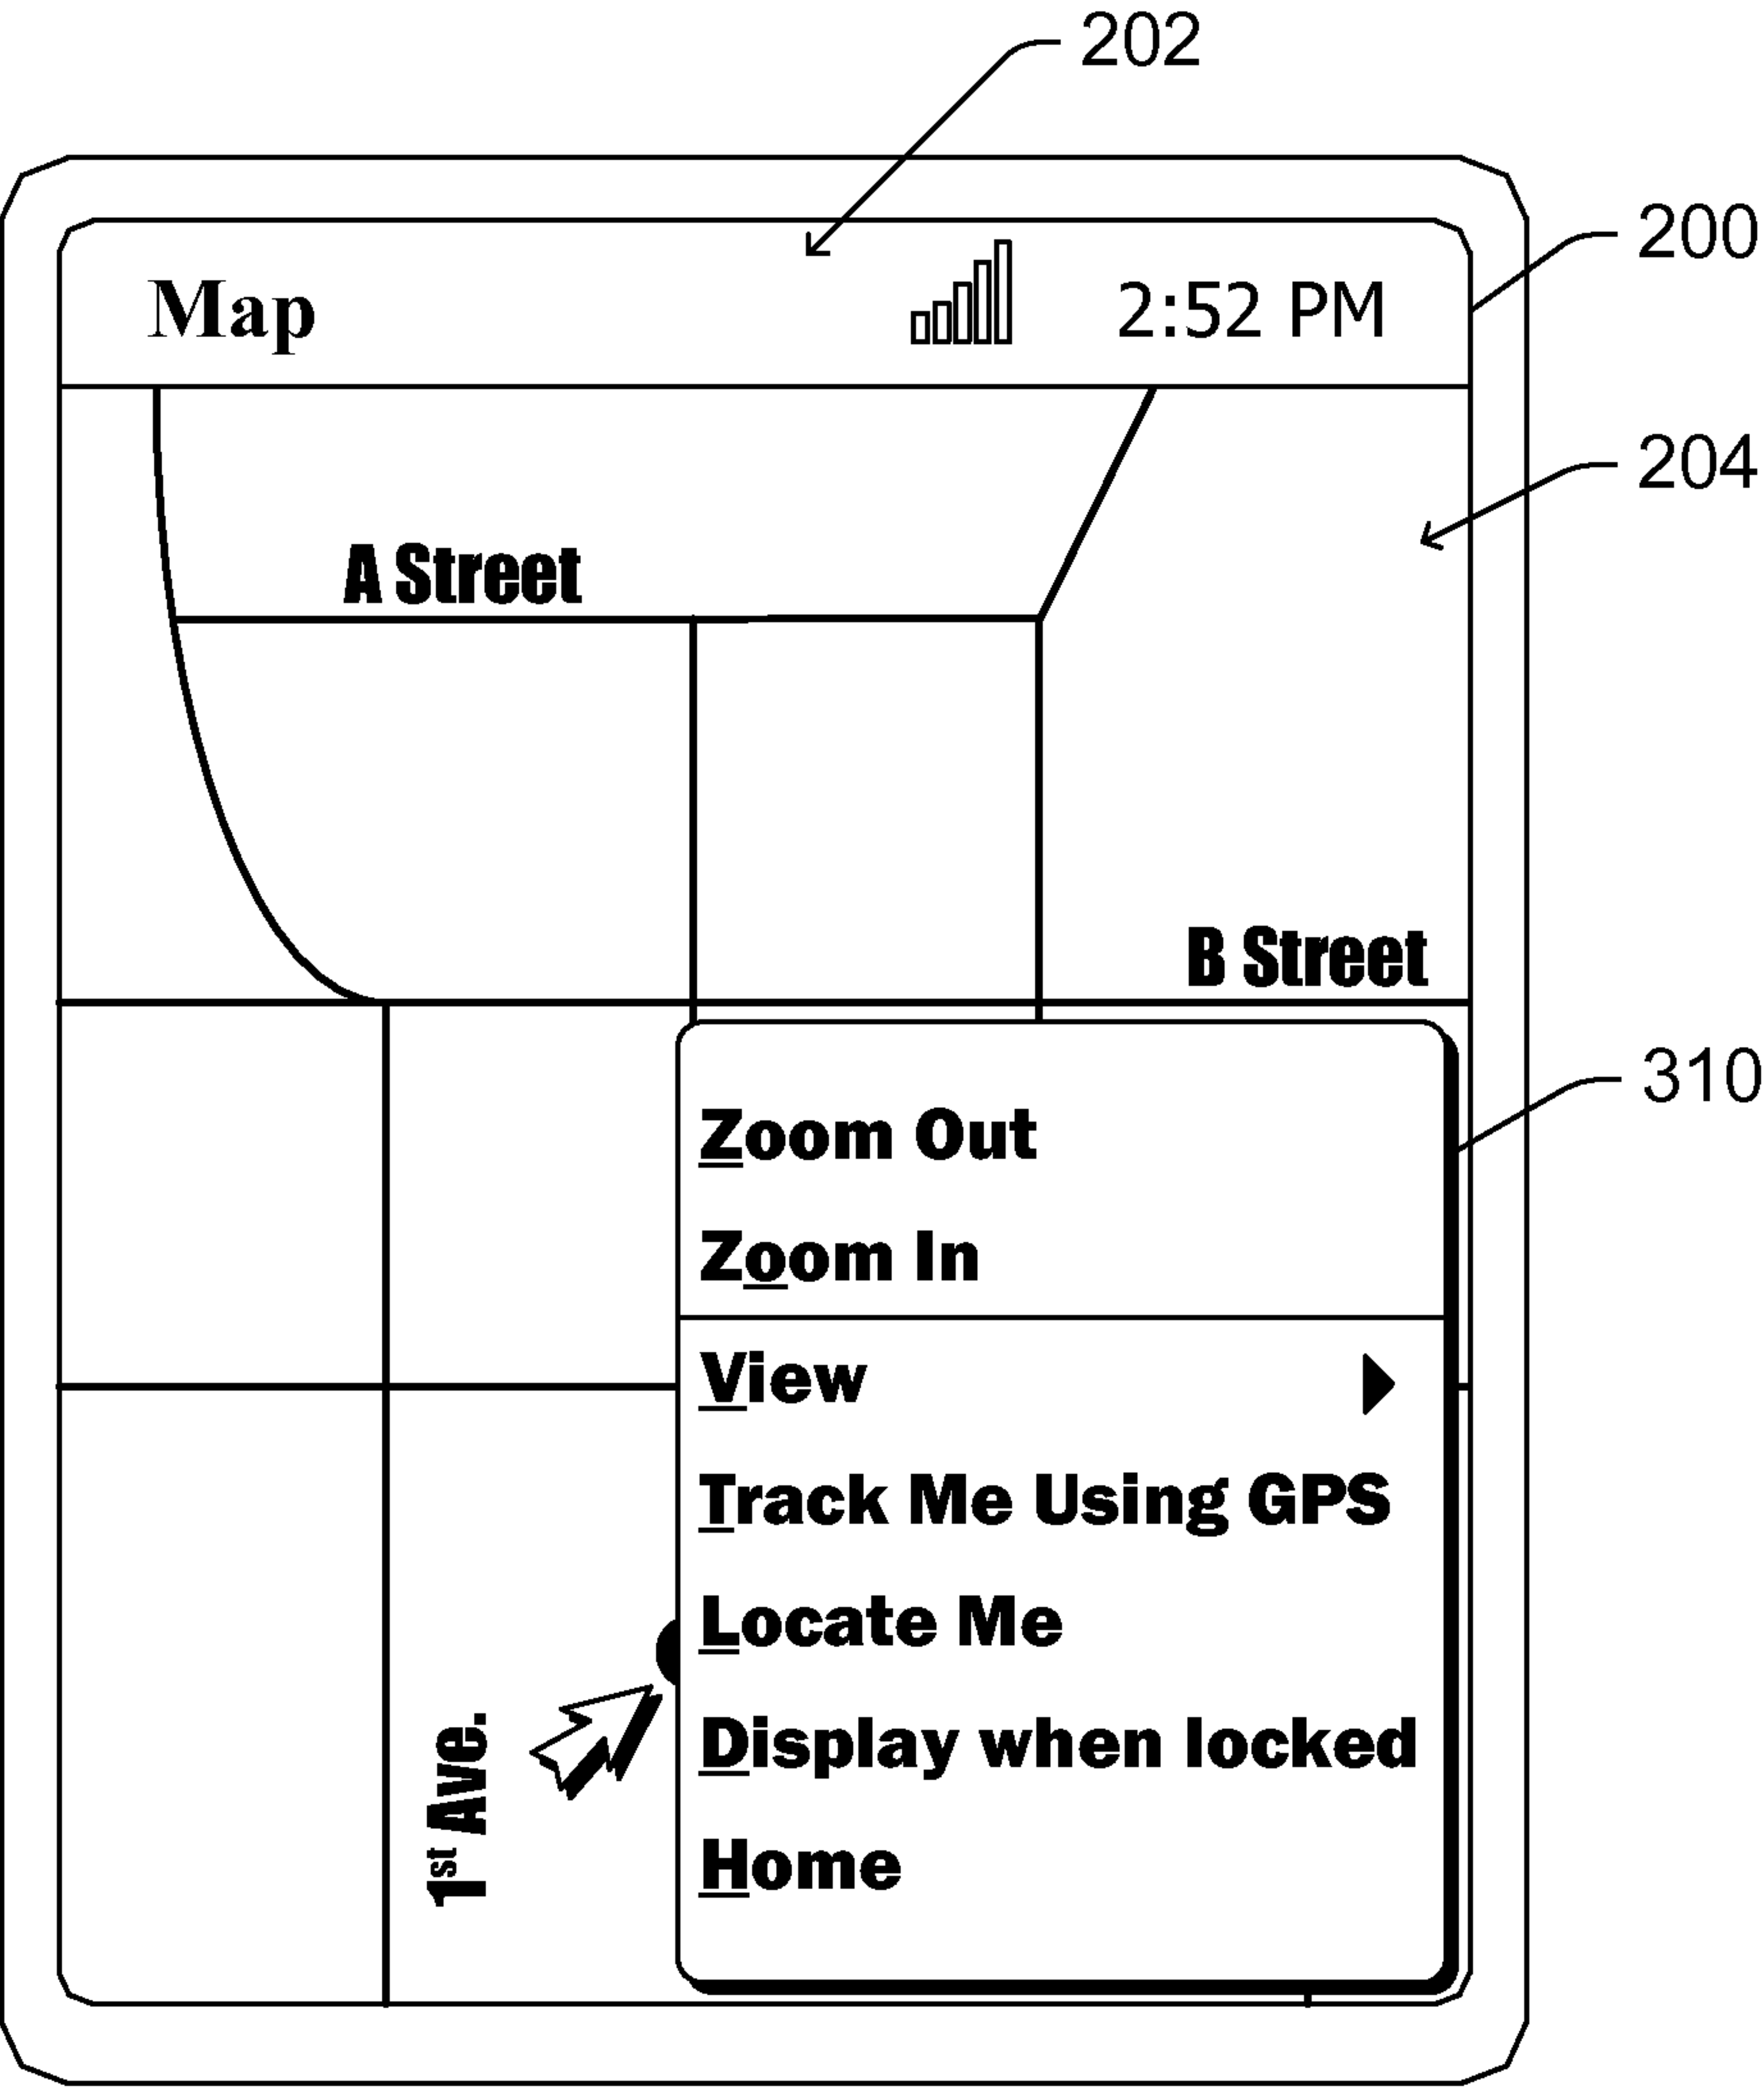 202
200
Map 2:52 PM
204
A Street
B Street
310
Zoom Out
Zoom In
View
Track Me Using GPS
Locate Me
Display when locked
Home
1st Ave.